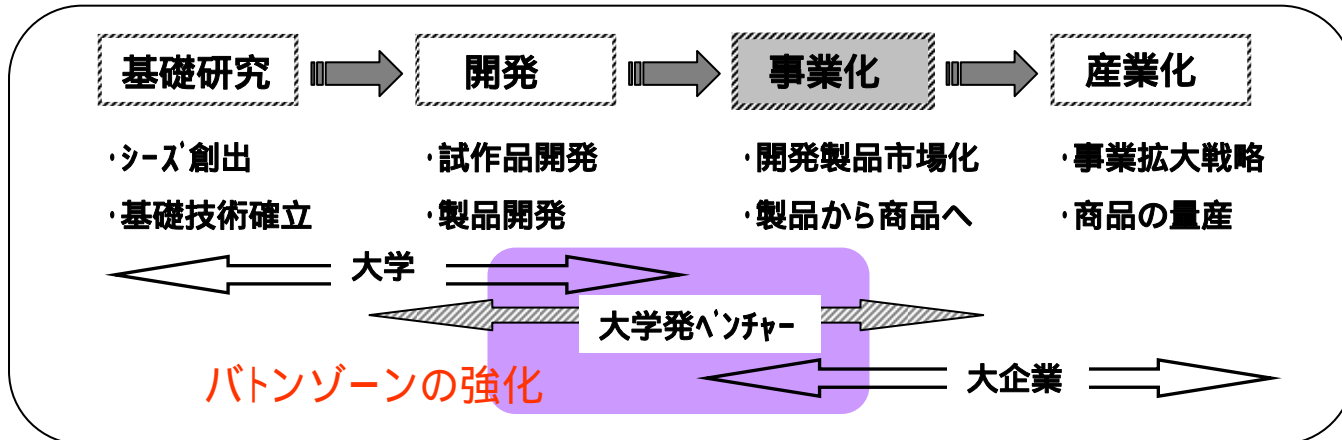 基礎研究 開発 事業化 産業化
･ｼｰｽﾞ創出 ･試作品開発 ･開発製品市場化 ･事業拡大戦略
･基礎技術確立 ･製品開発 ･製品から商品へ ･商品の量産
大学
大学発ﾍﾞﾝﾁｬｰ
バトンゾーンの強化
大企業